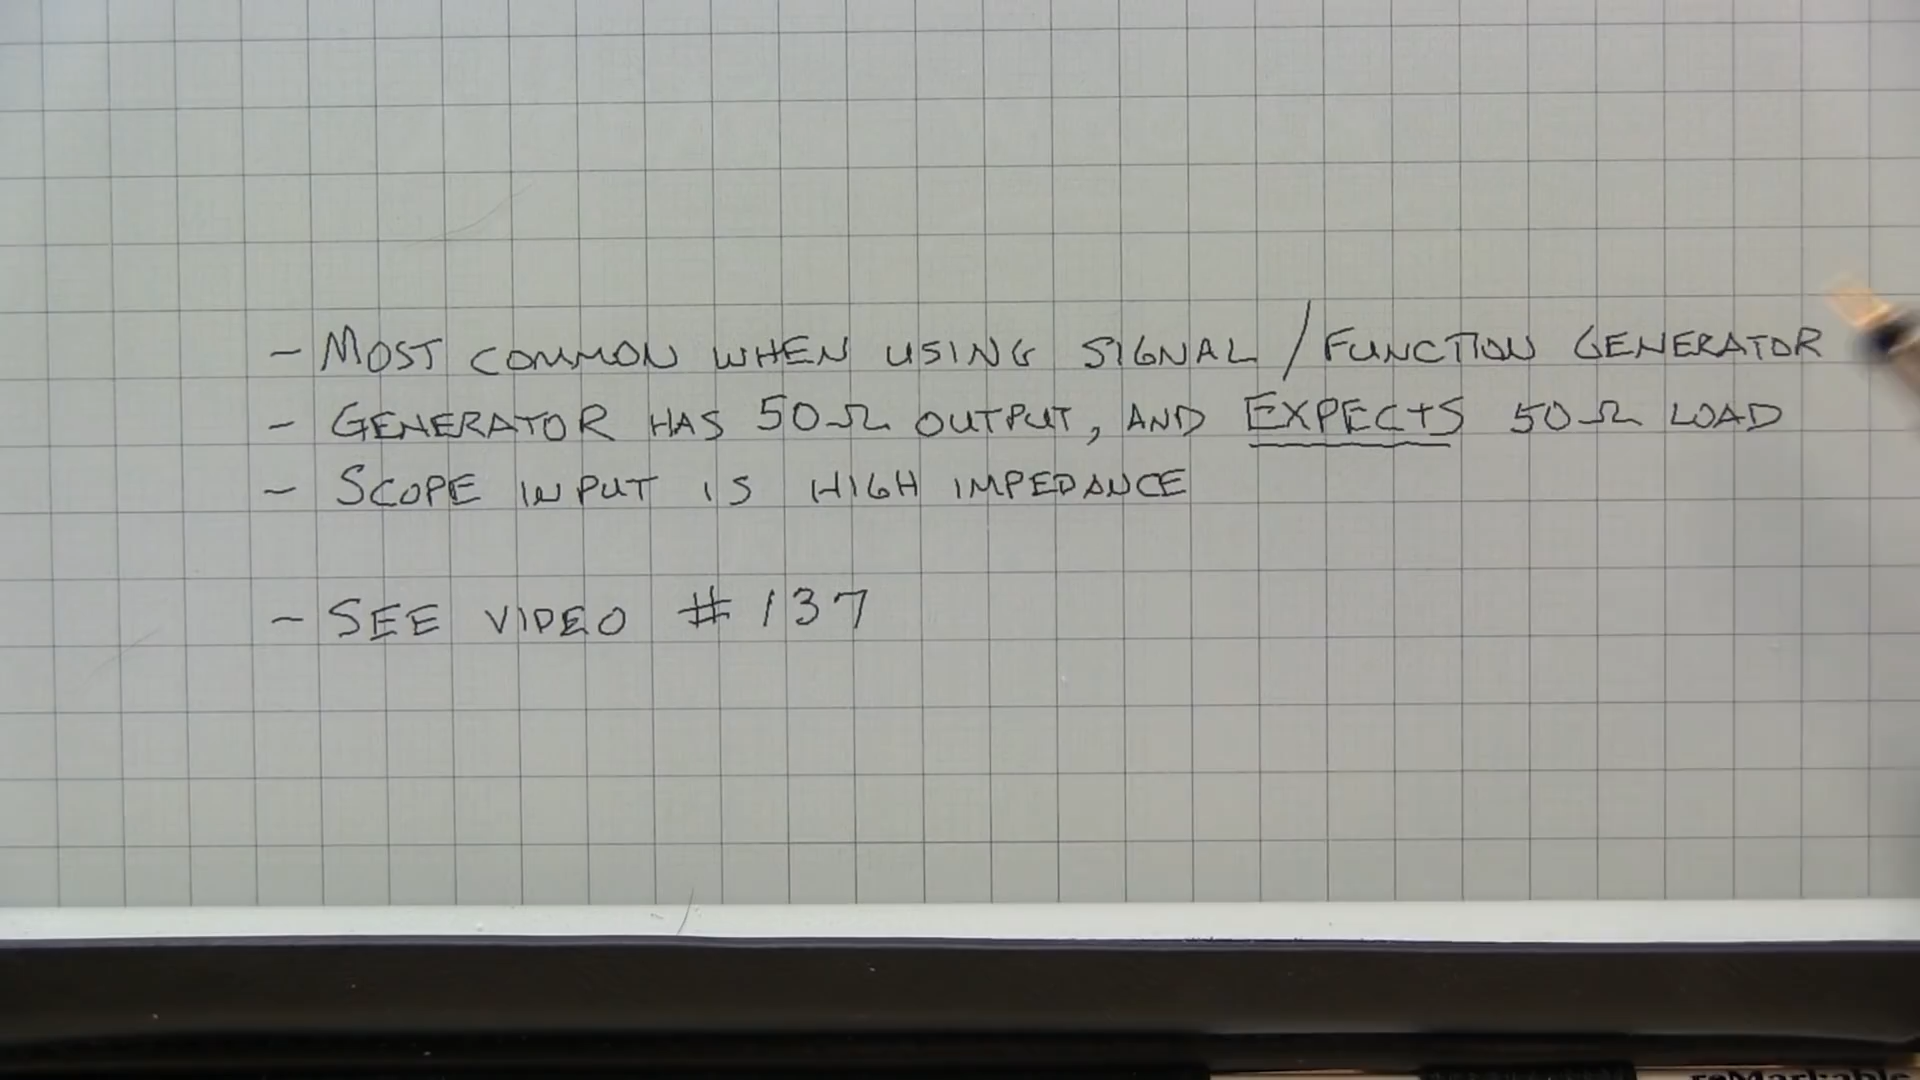 - MOST COMMON WHEN USING SIGNAL / FUNCTION GENERATOR
- GENERATOR HAS 50Ω OUTPUT, AND EXPECTS 50Ω LOAD
- SCOPE INPUT IS HIGH IMPEDANCE
- SEE VIDEO # 137
reMarkable